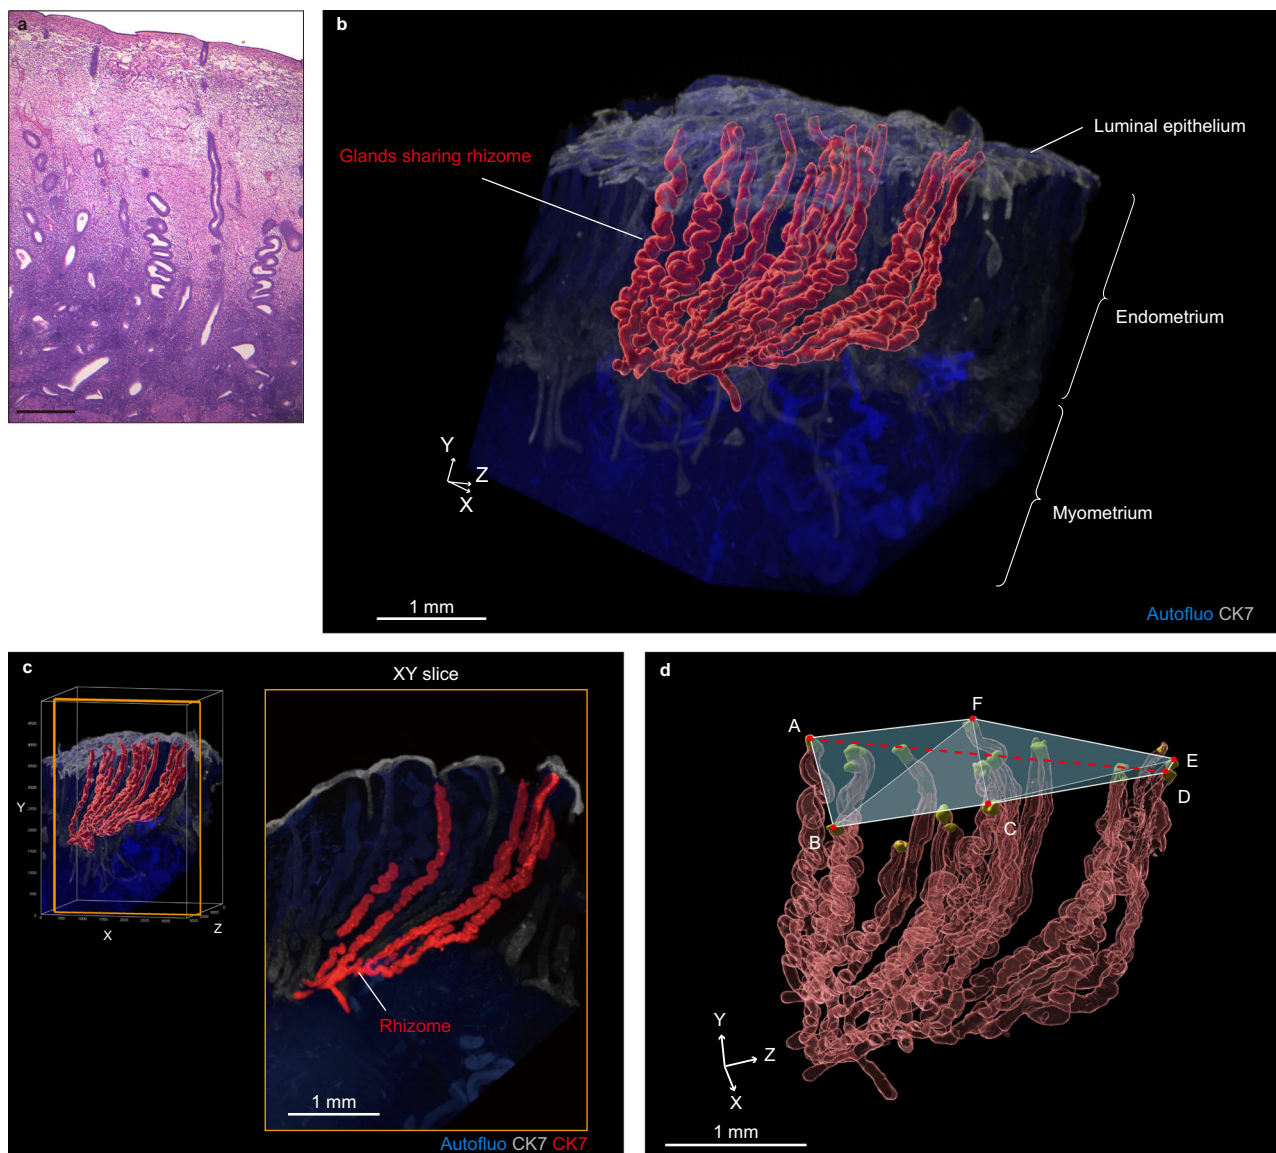 a
b
Luminal epithelium
Glands sharing rhizome
Endometrium
Y
Z
X
Myometrium
1 mm
Autofluo CK7
c
XY slice
Y
X
Z
Rhizome
1 mm
Autofluo CK7 CK7
d
A
F
E
D
C
B
Y
Z
X
1 mm